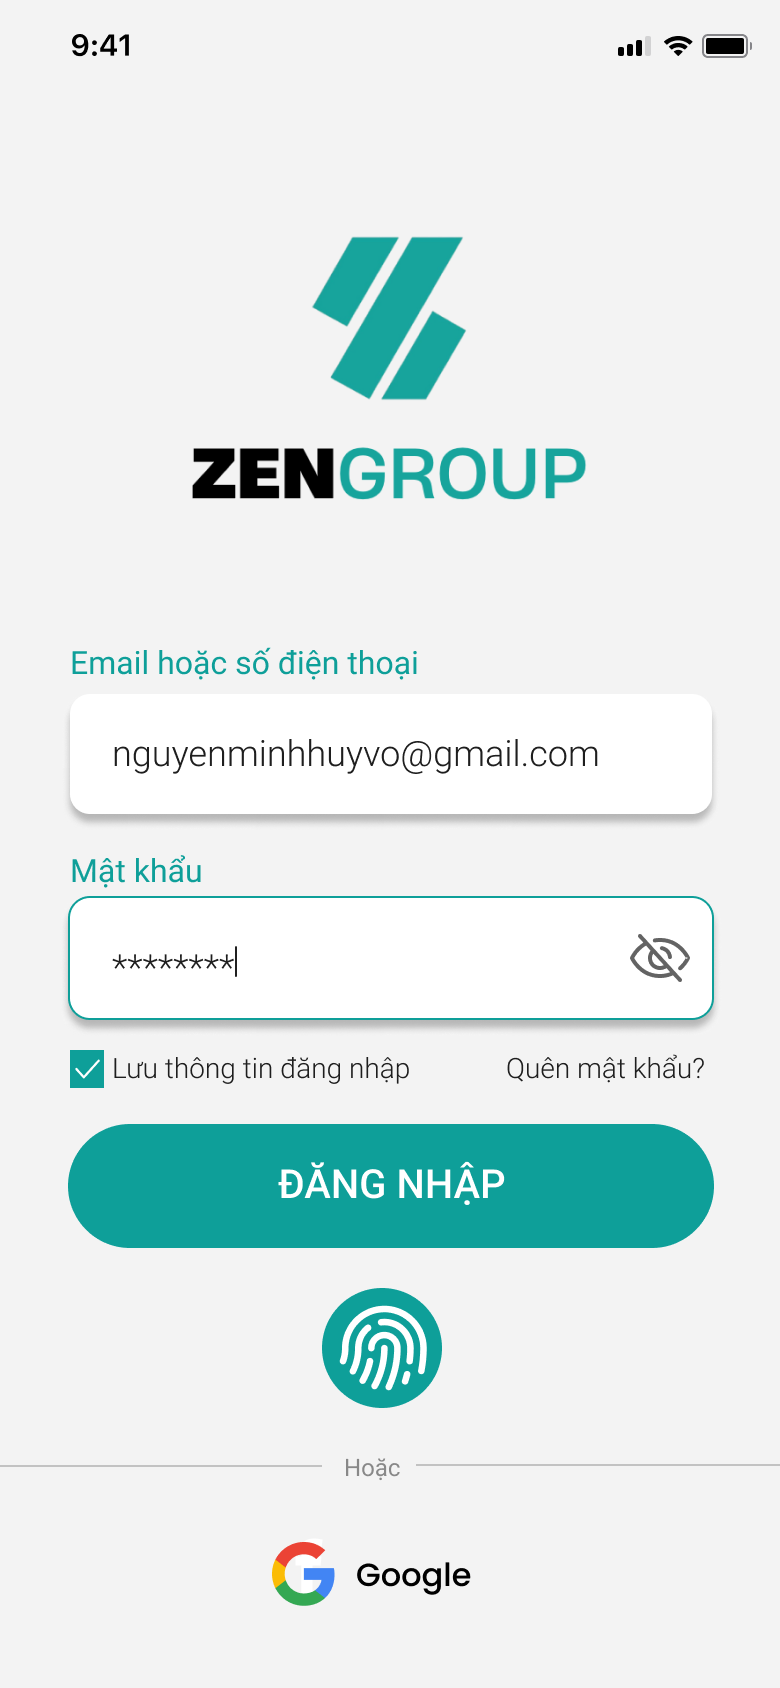 9:41
ZENGROUP
Email hoặc số điện thoại
nguyenminhhuyvo@gmail.com
Mật khẩu
********
Lưu thông tin đăng nhập
Quên mật khẩu?
ĐĂNG NHẬP
Hoặc
Google